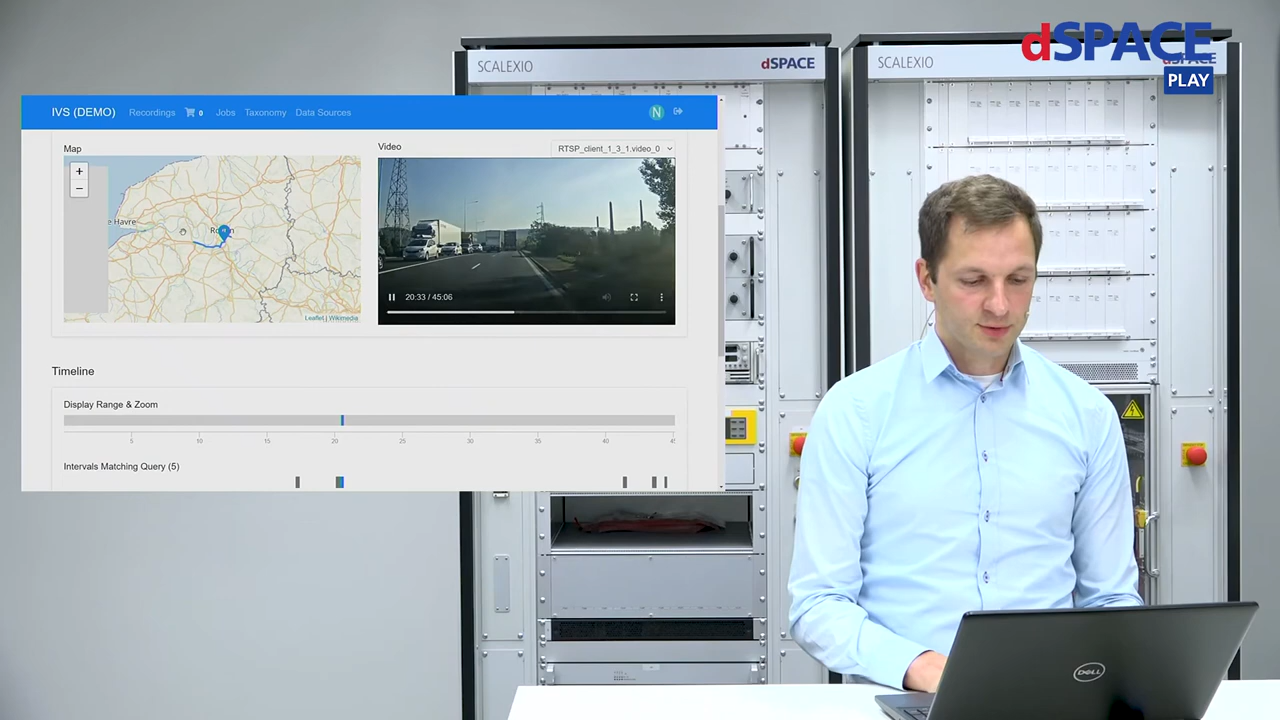 dSPACE
PLAY
SCALEXIO
dSPACE
SCALEXIO
IVS (DEMO)
Recordings
0
Jobs
Taxonomy
Data Sources
N
Map
+
−
e Havre
Leaflet | Wikimedia
Video
RTSP_client_1_3_1.video_0
20:33 / 45:06
Timeline
Display Range & Zoom
5 10 15 20 25 30 35 40 45
Intervals Matching Query (5)
DELL